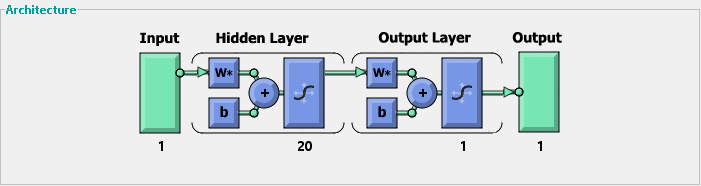 Architecture
Input Hidden Layer Output Layer Output
W* W*
+ +
b b
1 20 1 1